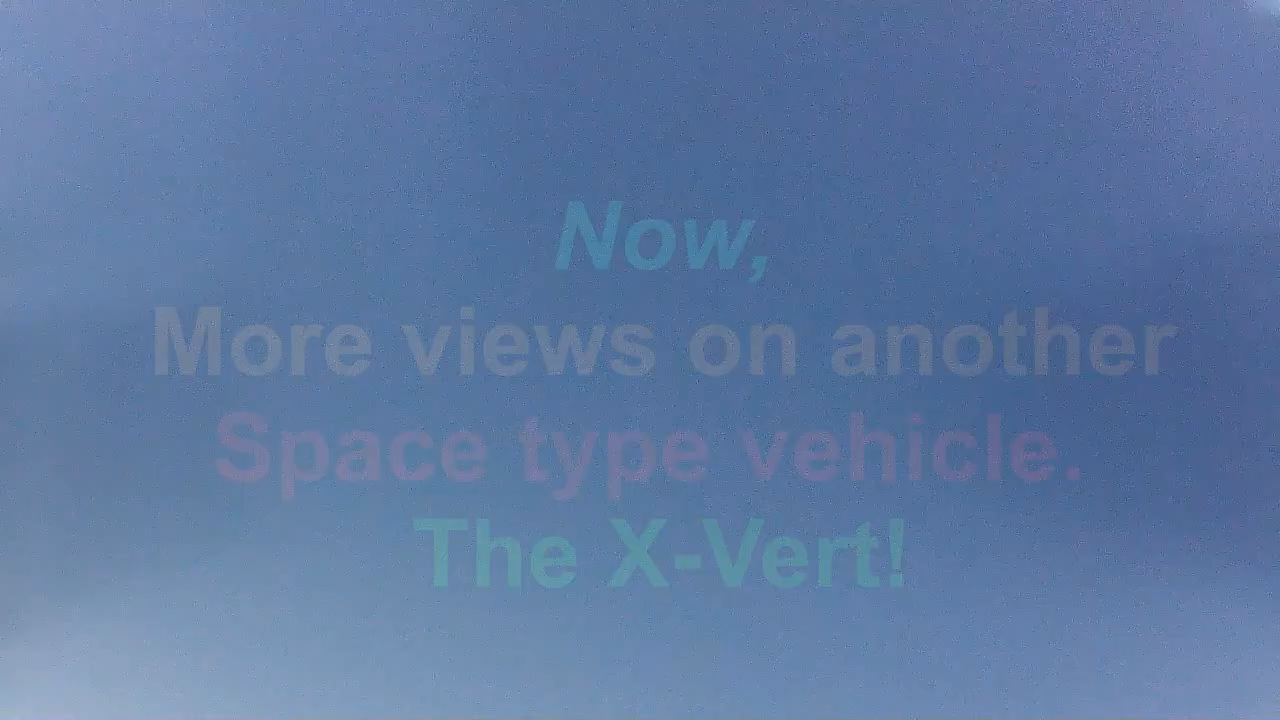 Now,
More views on another
Space type vehicle.
The X-Vert!